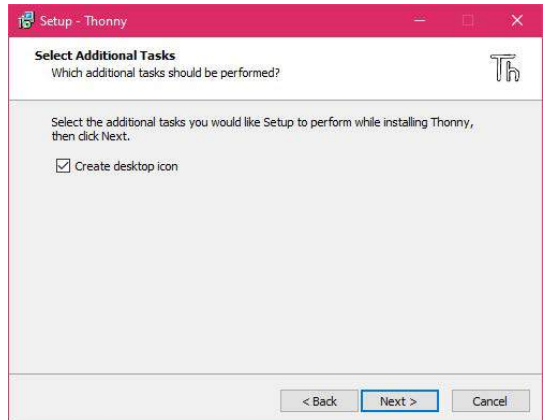 Setup - Thonny
Select Additional Tasks
Which additional tasks should be performed?
Th
Select the additional tasks you would like Setup to perform while installing Thonny,
then click Next.
Create desktop icon
< Back
Next >
Cancel